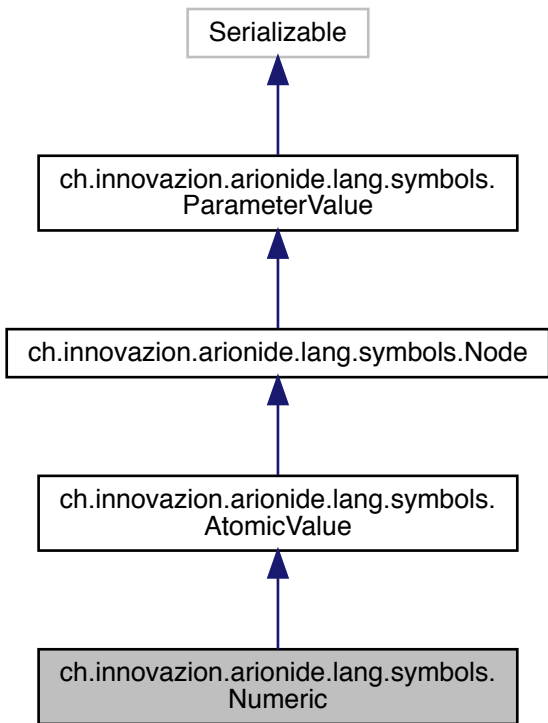 Serializable
ch.innovazion.arionide.lang.symbols.
ParameterValue
ch.innovazion.arionide.lang.symbols.Node
ch.innovazion.arionide.lang.symbols.
AtomicValue
ch.innovazion.arionide.lang.symbols.
Numeric